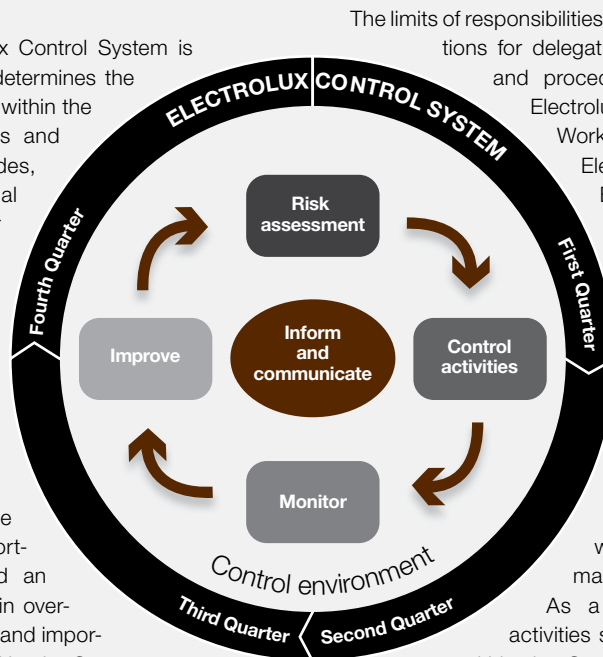 x Control System is
determines the
within the
s and
des,
al
The limits of responsibilities
tions for delegat
and proced
Electrolu
Work
Ele
ELECTROLUX CONTROL SYSTEM
First Quarter
Second Quarter
Third Quarter
Fourth Quarter
Risk
assessment
Control
activities
Monitor
Improve
Inform
and
communicate
Control environment
e
ort-
d an
in over-
and impor-
w
ma
As a
activities s